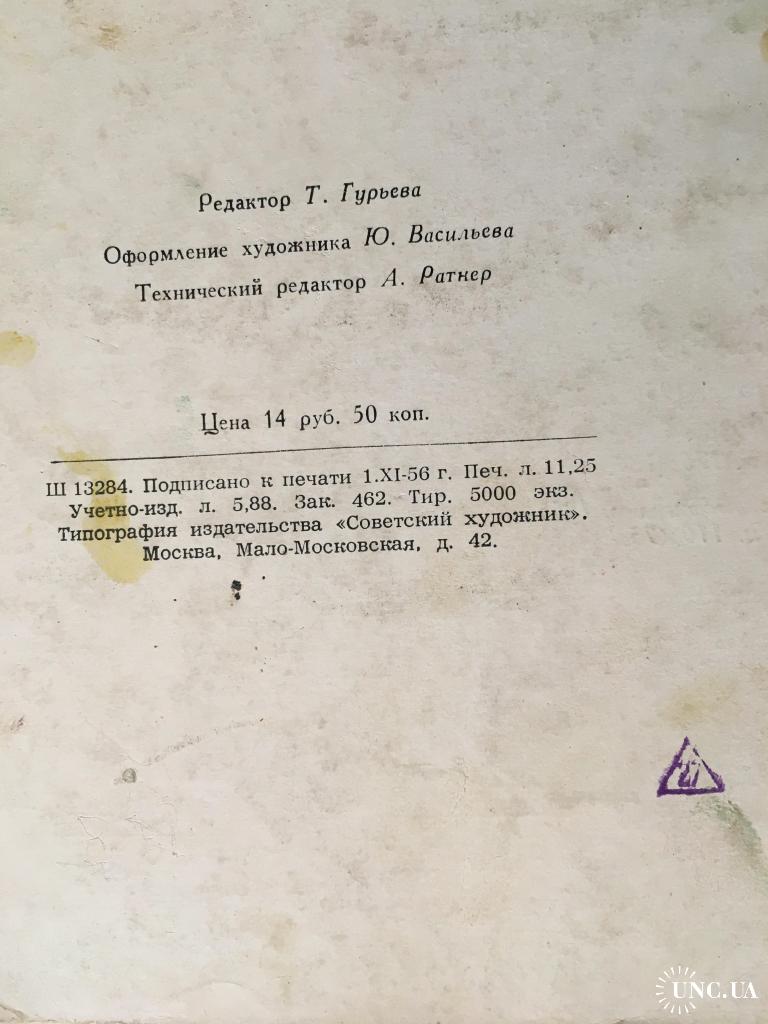 Редактор Т. Гурьева
Оформление художника Ю. Васильева
Технический редактор А. Ратнер
Цена 14 руб. 50 коп.
Ш 13284. Подписано к печати 1.XI-56 г. Печ. л. 11,25
Учетно-изд. л. 5,88. Зак. 462. Тир. 5000 экз.
Типография издательства «Советский художник».
Москва, Мало-Московская, д. 42.
27
UNC.UA